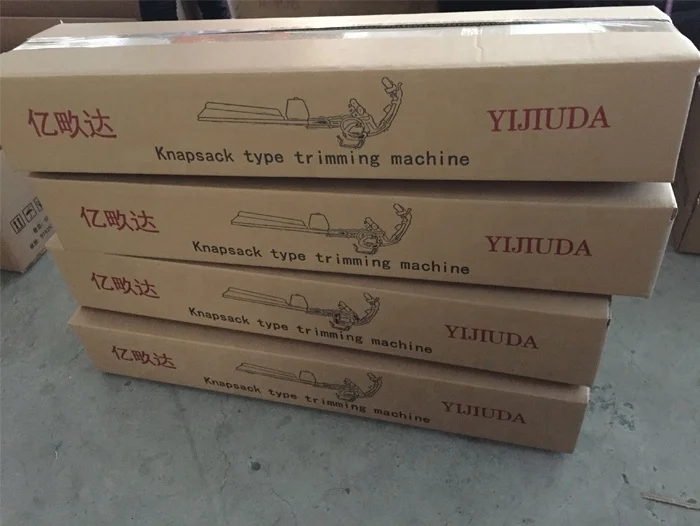 亿畂达
YIJIUDA
Knapsack type trimming machine
亿畂达
YIJIUDA
Knapsack type trimming machine
亿畂达
YIJIUDA
Knapsack type trimming machine
亿畂达
YIJIUDA
Knapsack type trimming machine